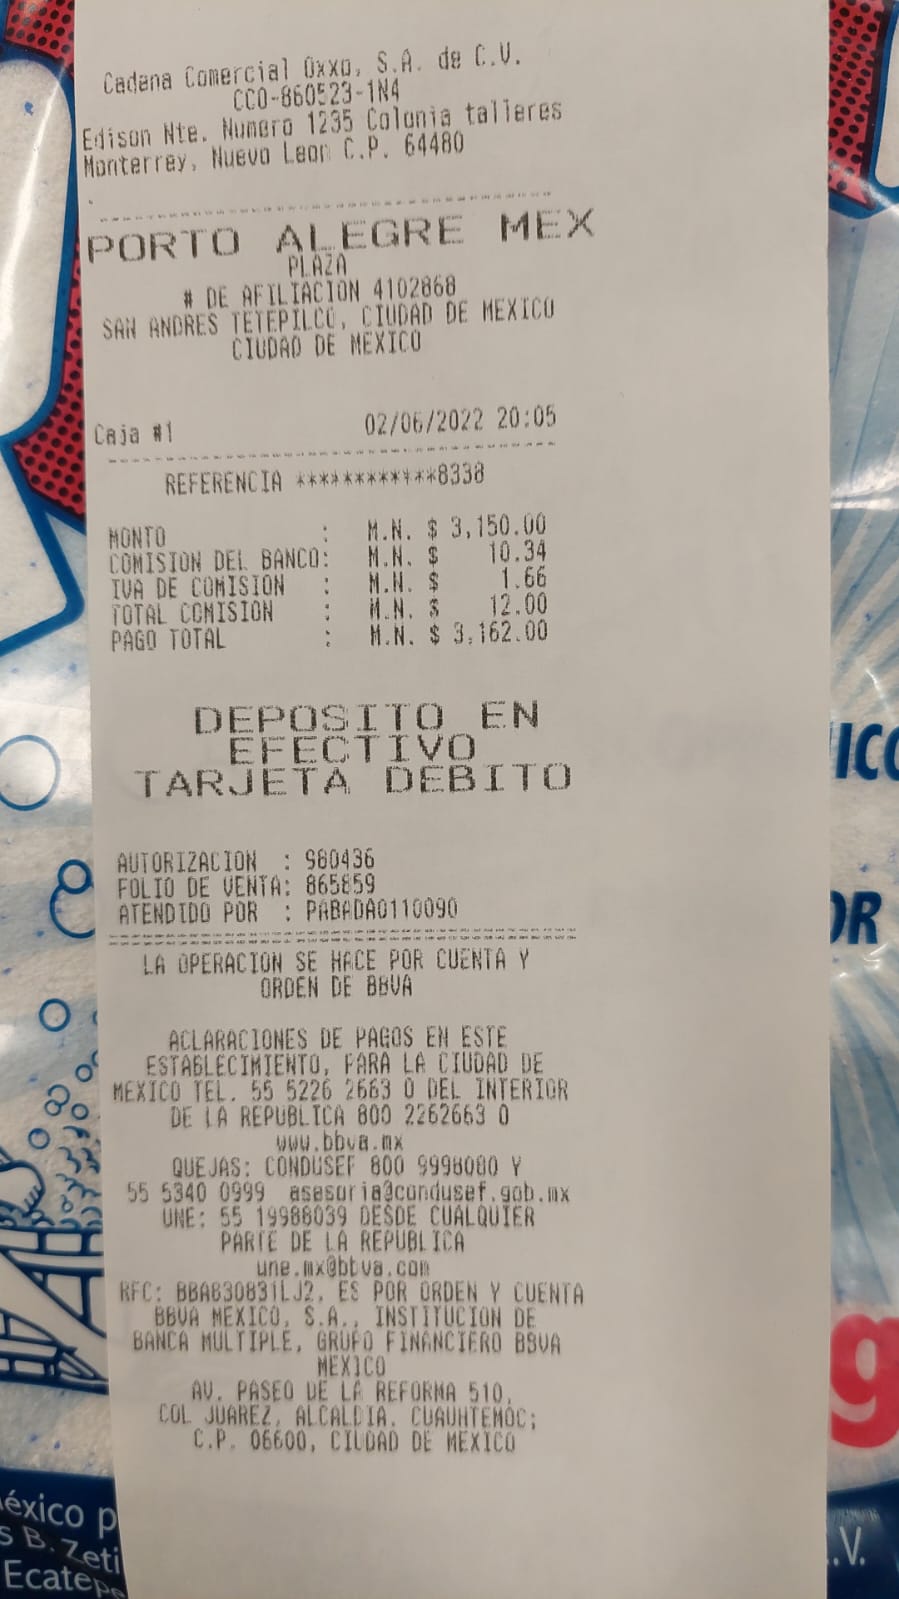 Cadena Comercial Oxxo, S.A. de C.V.
CCO-860523-1N4
Edison Nte. Numero 1235 Colonia talleres
Monterrey, Nuevo Leon C.P. 64480
PORTO ALEGRE MEX
PLAZA
# DE AFILIACION 4102868
SAN ANDRES TETEPILCO, CIUDAD DE MEXICO
CIUDAD DE MEXICO
Caja #1 02/06/2022 20:05
REFERENCIA ************8338
MONTO : M.N. $ 3,150.00
COMISION DEL BANCO: M.N. $ 10.34
IVA DE COMISION : M.N. $ 1.66
TOTAL COMISION : M.N. $ 12.00
PAGO TOTAL : M.N. $ 3,162.00
DEPOSITO EN
EFECTIVO
TARJETA DEBITO
AUTORIZACION : 980436
FOLIO DE VENTA: 865859
ATENDIDO POR : PABADA0110090
LA OPERACION SE HACE POR CUENTA Y
ORDEN DE BBVA
ACLARACIONES DE PAGOS EN ESTE
ESTABLECIMIENTO, PARA LA CIUDAD DE
MEXICO TEL. 55 5226 2663 O DEL INTERIOR
DE LA REPUBLICA 800 2262663 O
www.bbva.mx
QUEJAS: CONDUSEF 800 9998080 Y
55 5340 0999 asesoria@condusef.gob.mx
UNE: 55 19988039 DESDE CUALQUIER
PARTE DE LA REPUBLICA
une.mx@bbva.com
RFC: BBA830831LJ2, ES POR ORDEN Y CUENTA
BBVA MEXICO, S.A., INSTITUCION DE
BANCA MULTIPLE, GRUPO FINANCIERO BBVA
MEXICO
AV. PASEO DE LA REFORMA 510,
COL JUAREZ, ALCALDIA. CUAUHTEMOC;
C.P. 06600, CIUDAD DE MEXICO
ICO
OR
g
éxico p
s B. Zeti
Ecatepe
.V.